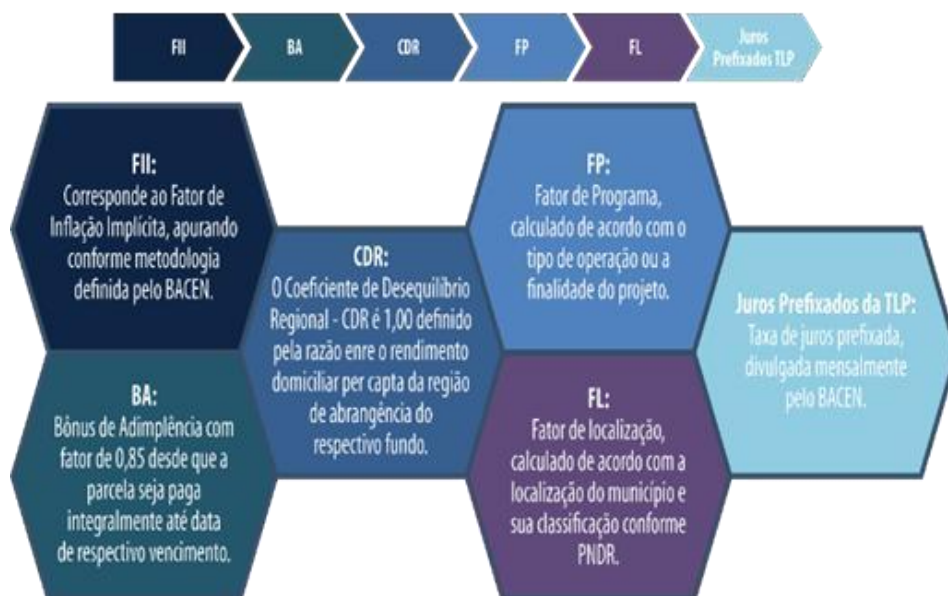 FII
BA
CDR
FP
FL
Juros
Prefixados TLP
FII:
Corresponde ao Fator de
Inflação Implícita, apurando
conforme metodologia
definida pelo BACEN.
BA:
Bônus de Adimplência com
fator de 0,85 desde que a
parcela seja paga
integralmente até data
de respectivo vencimento.
CDR:
O Coeficiente de Desequilíbrio
Regional - CDR é 1,00 definido
pela razão enre o rendimento
domiciliar per capta da região
de abrangência do
respectivo fundo.
FP:
Fator de Programa,
calculado de acordo com o
tipo de operação ou a
finalidade do projeto.
FL:
Fator de localização,
calculado de acordo com a
localização do município e
sua classificação conforme
PNDR.
Juros Prefixados da TLP:
Taxa de juros prefixada,
divulgada mensalmente
pelo BACEN.